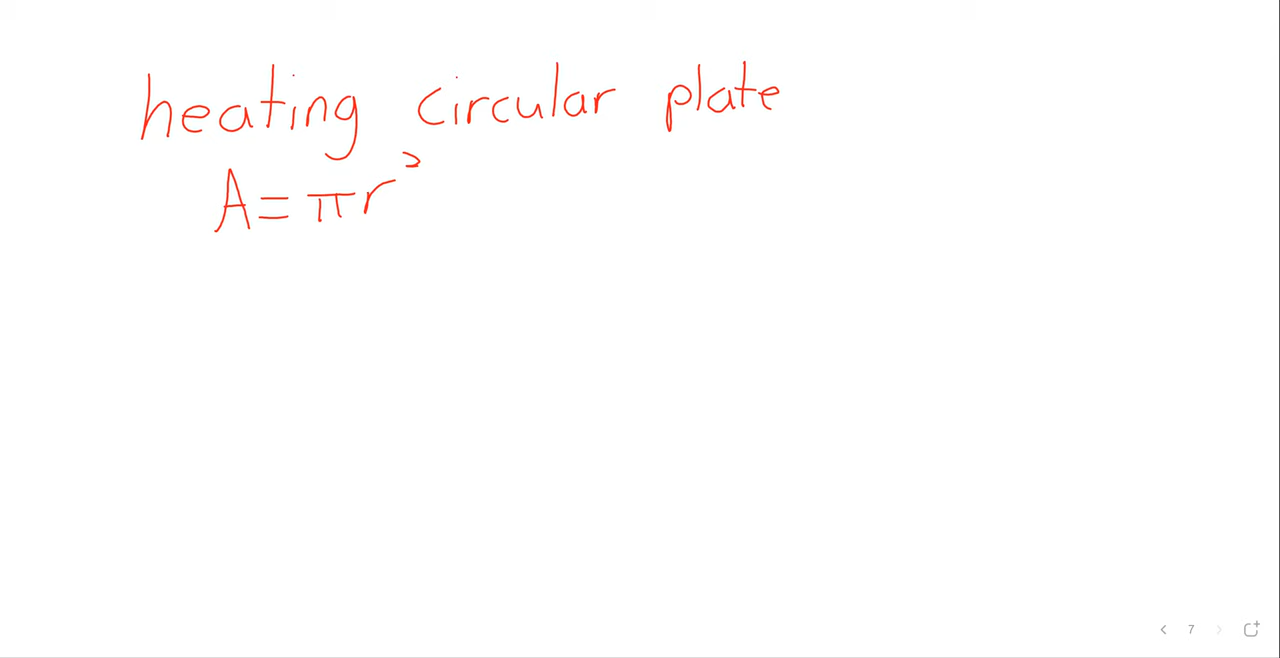 heating circular plate
A = πr²
< 7 >